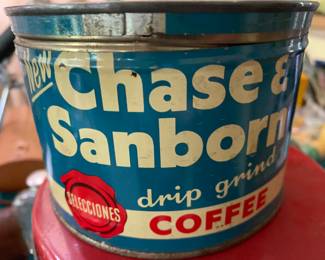 New
Chase &
Sanborn
drip grind
SELECCIONES
COFFEE